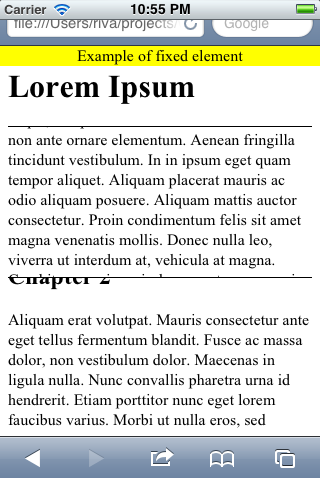 Carrier 10:55 PM
file:///Users/riva/projects/ Google
Example of fixed element
Lorem Ipsum
non ante ornare elementum. Aenean fringilla
tincidunt vestibulum. In in ipsum eget quam
tempor aliquet. Aliquam placerat mauris ac
odio aliquam posuere. Aliquam mattis auctor
consectetur. Proin condimentum felis sit amet
magna venenatis mollis. Donec nulla leo,
viverra ut interdum at, vehicula at magna.
Chapter 2
Aliquam erat volutpat. Mauris consectetur ante
eget tellus fermentum blandit. Fusce ac massa
dolor, non vestibulum dolor. Maecenas in
ligula nulla. Nunc convallis pharetra urna id
hendrerit. Etiam porttitor nunc eget lorem
faucibus varius. Morbi ut nulla eros, sed